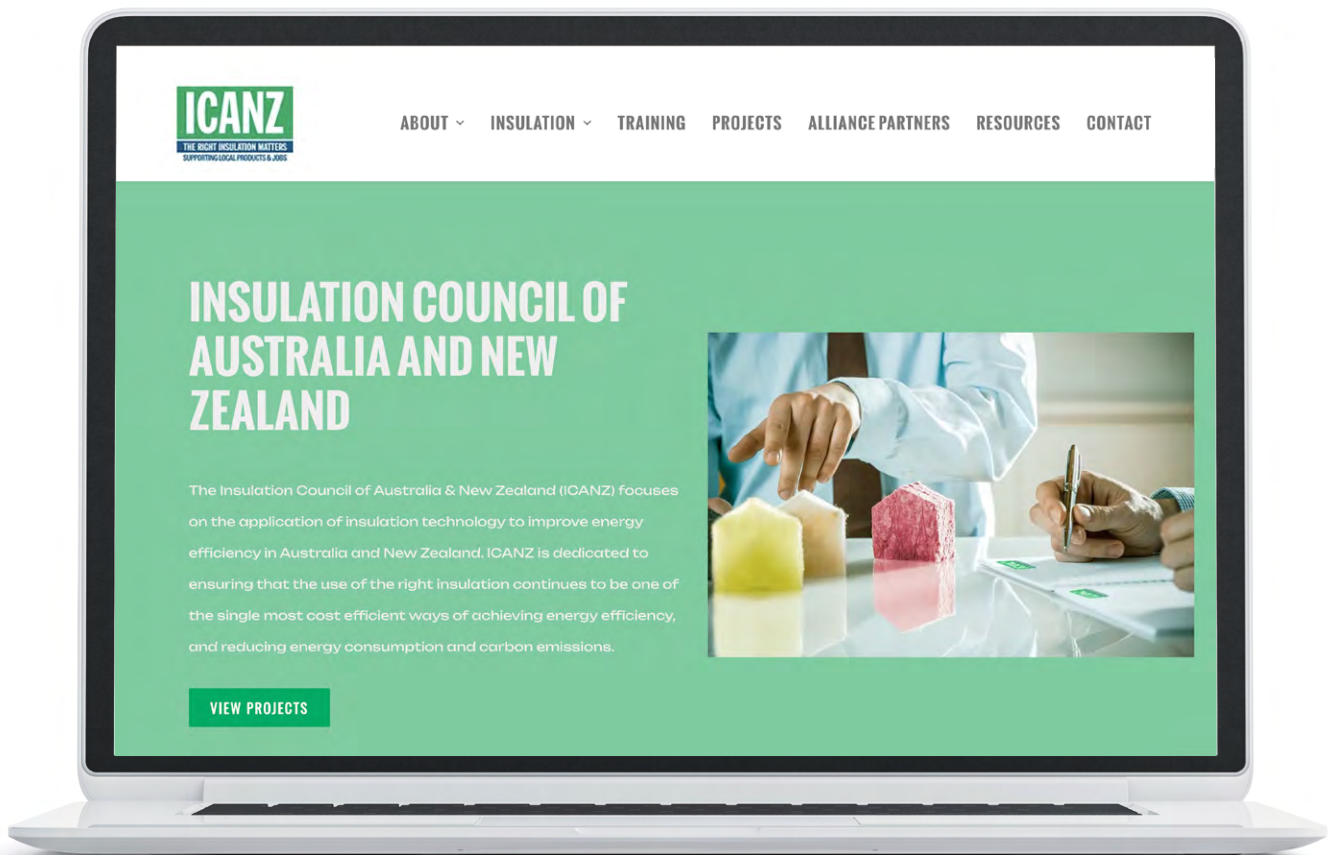 ICANZ
THE RIGHT INSULATION MATTERS
SUPPORTING LOCAL PRODUCTS & JOBS
ABOUT INSULATION TRAINING PROJECTS ALLIANCE PARTNERS RESOURCES CONTACT
INSULATION COUNCIL OF
AUSTRALIA AND NEW
ZEALAND
The Insulation Council of Australia & New Zealand (ICANZ) focuses
on the application of insulation technology to improve energy
efficiency in Australia and New Zealand. ICANZ is dedicated to
ensuring that the use of the right insulation continues to be one of
the single most cost efficient ways of achieving energy efficiency,
and reducing energy consumption and carbon emissions.
VIEW PROJECTS